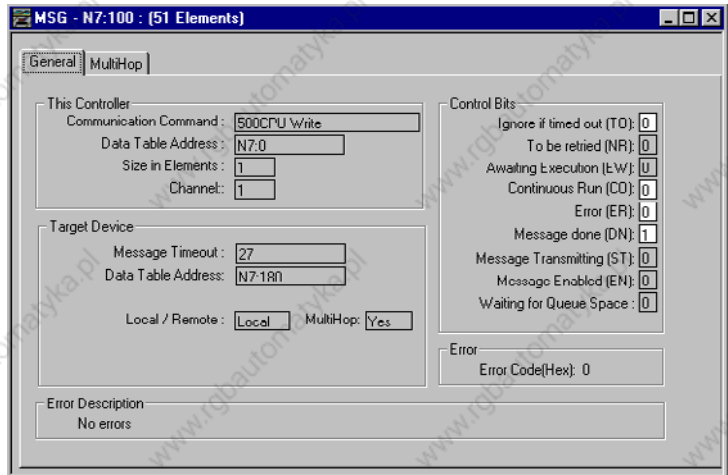 MSG - N7:100 : (51 Elements)
General MultiHop
This Controller
Communication Command : 500CPU Write
Data Table Address : N7:0
Size in Elements : 1
Channel: 1
Target Device
Message Timeout : 27
Data Table Address: N7:180
Local / Remote : Local MultiHop: Yes
Control Bits
Ignore if timed out (TO): 0
To be retried (NR): 0
Awaiting Execution (EW): 0
Continuous Run (CO): 0
Error (ER): 0
Message done (DN): 1
Message Transmitting (ST): 0
Message Enabled (EN): 0
Waiting for Queue Space : 0
Error
Error Code(Hex): 0
Error Description
No errors
www.rgbautomatyka.pl